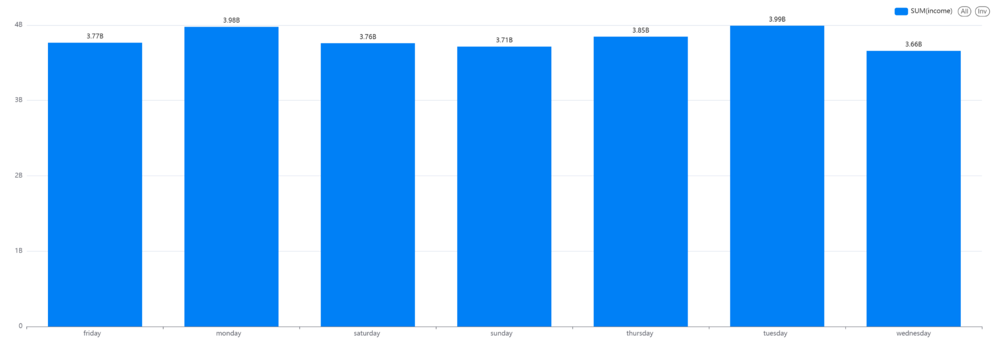 SUM(income) All Inv
4B
3B
2B
1B
0
3.77B
3.98B
3.76B
3.71B
3.85B
3.99B
3.66B
friday
monday
saturday
sunday
thursday
tuesday
wednesday